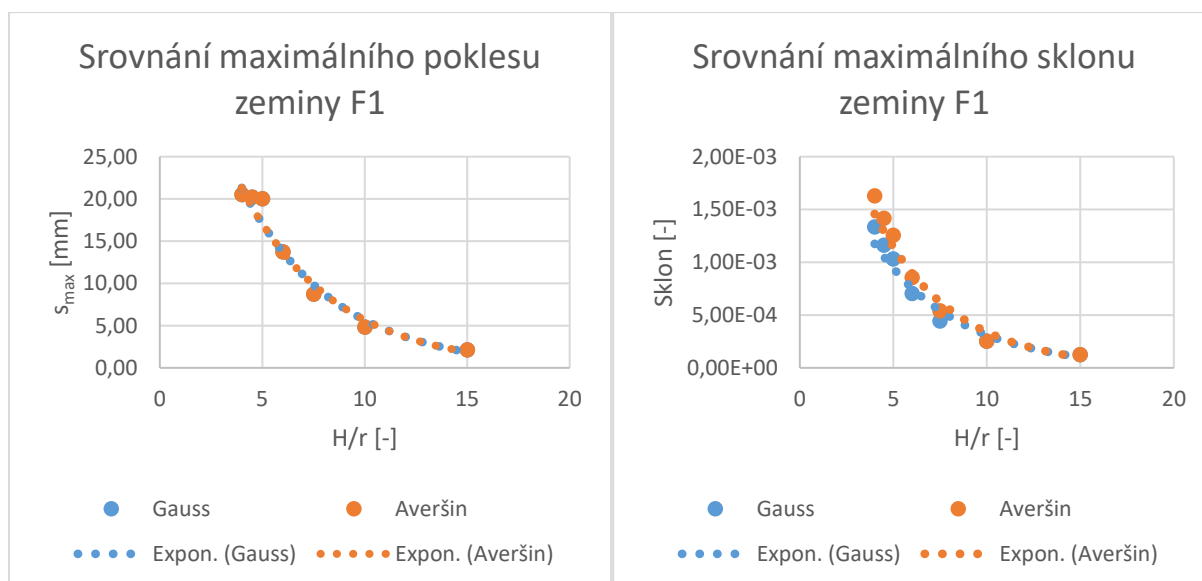 Srovnání maximálního poklesu
zeminy F1
25,00
20,00
15,00
10,00
5,00
0,00
s_max [mm]
0 5 10 15 20
H/r [-]
Gauss Averšin
Expon. (Gauss) Expon. (Averšin)
Srovnání maximálního sklonu
zeminy F1
2,00E-03
1,50E-03
1,00E-03
5,00E-04
0,00E+00
Sklon [-]
0 5 10 15 20
H/r [-]
Gauss Averšin
Expon. (Gauss) Expon. (Averšin)